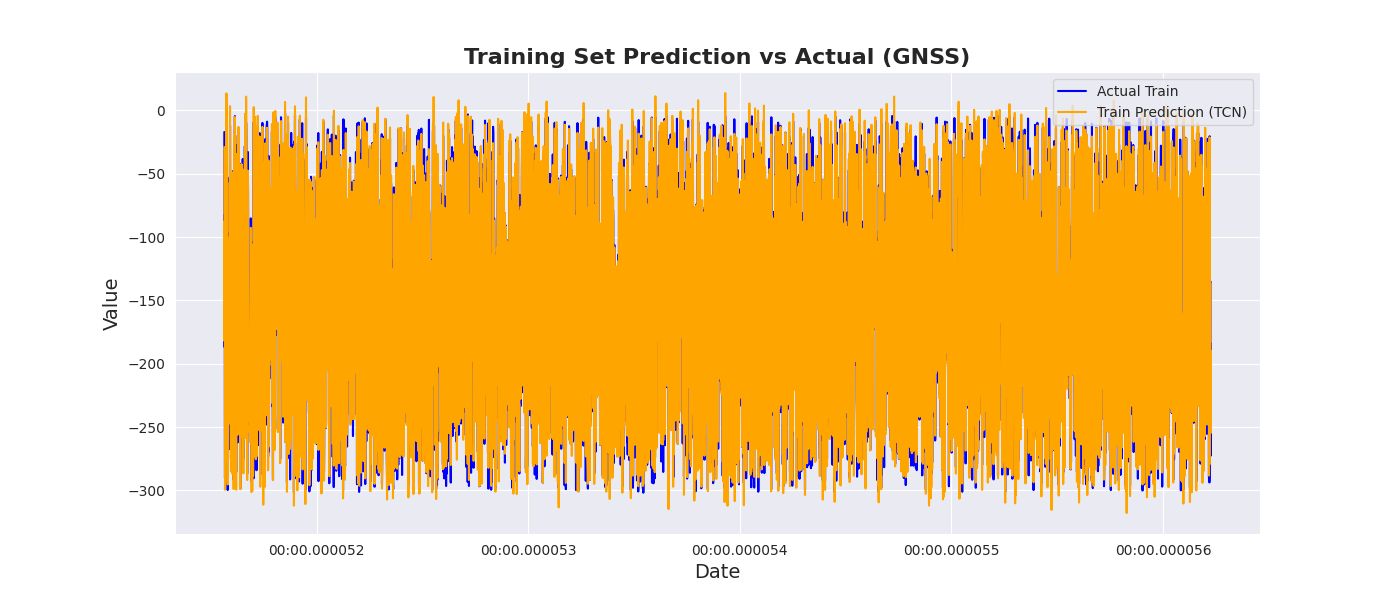 Training Set Prediction vs Actual (GNSS)
Actual Train
Train Prediction (TCN)
Value
0
−50
−100
−150
−200
−250
−300
00:00.000052
00:00.000053
00:00.000054
00:00.000055
00:00.000056
Date